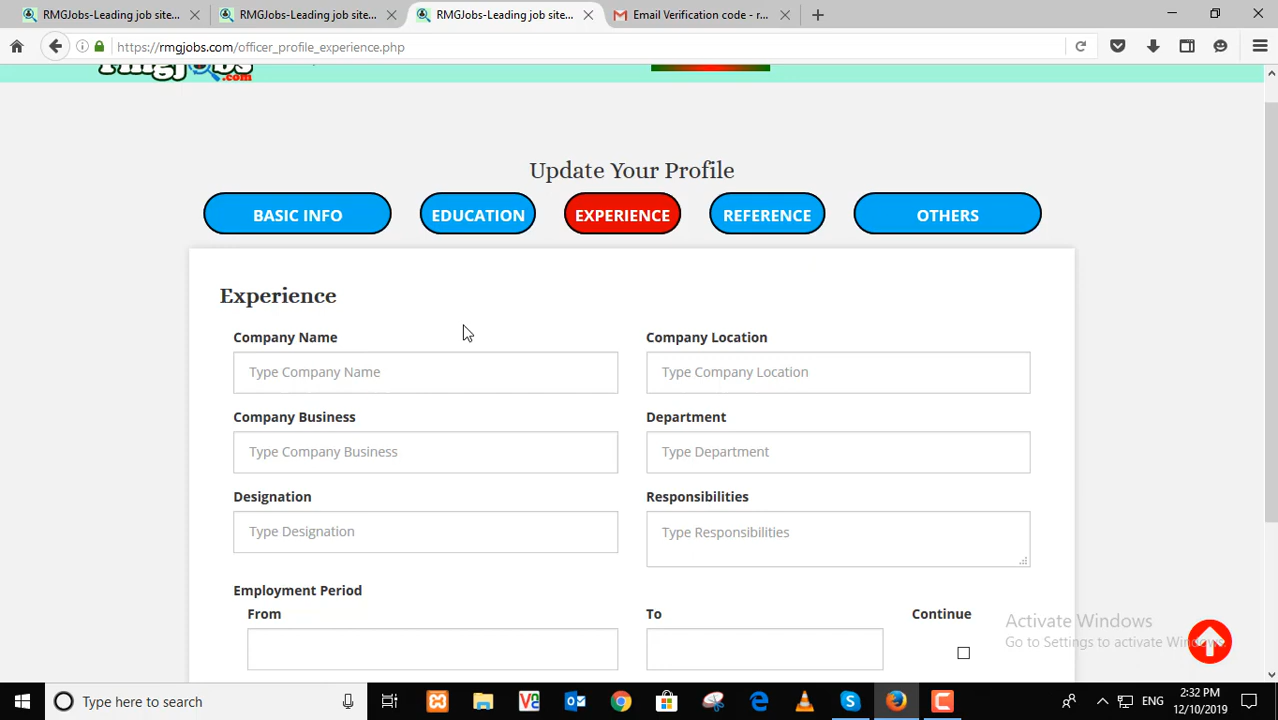 RMGJobs-Leading job site...
RMGJobs-Leading job site...
RMGJobs-Leading job site...
Email Verification code - r...
https://rmgjobs.com/officer_profile_experience.php
rmgjobs
.com
Update Your Profile
BASIC INFO
EDUCATION
EXPERIENCE
REFERENCE
OTHERS
Experience
Company Name
Company Location
Type Company Name
Type Company Location
Company Business
Department
Type Company Business
Type Department
Designation
Responsibilities
Type Designation
Type Responsibilities
Employment Period
From
To
Continue
Activate Windows
Go to Settings to activate Windows.
Type here to search
ENG
2:32 PM
12/10/2019